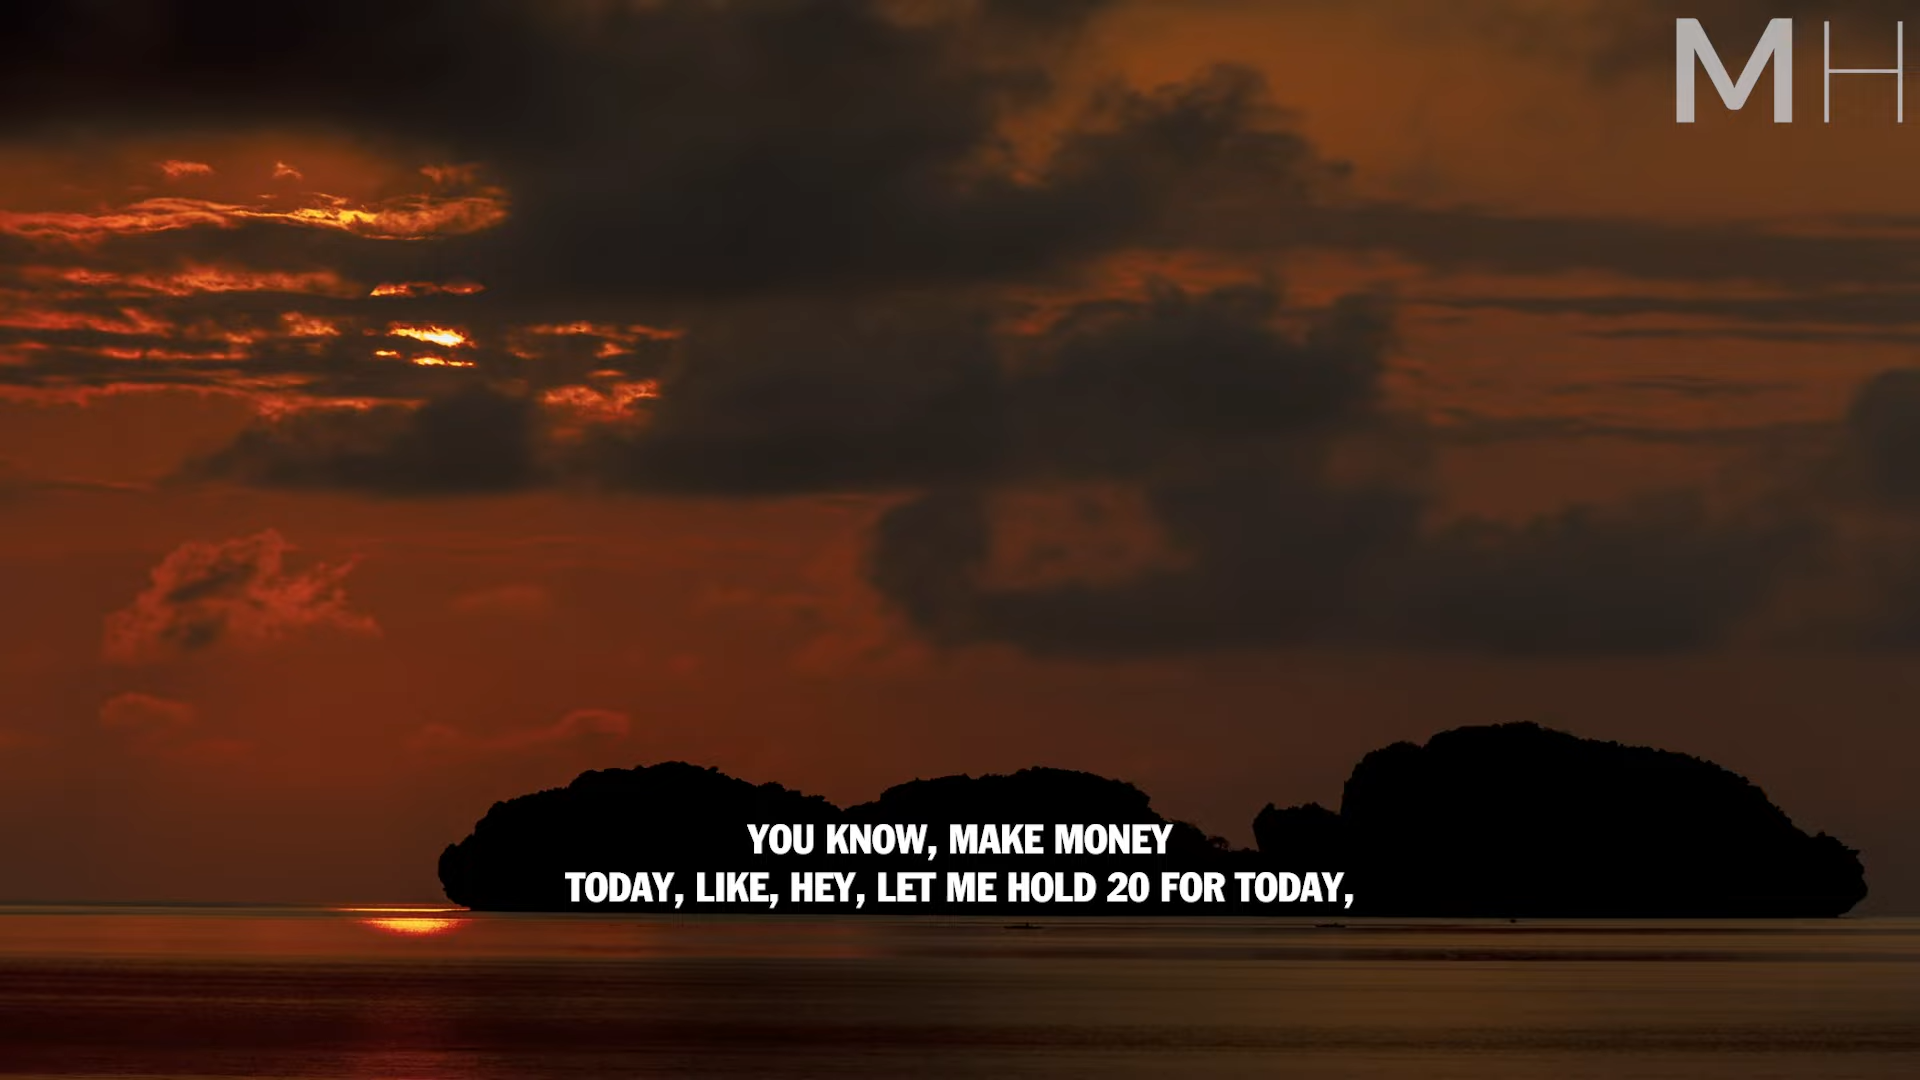 MH
YOU KNOW, MAKE MONEY
TODAY, LIKE, HEY, LET ME HOLD 20 FOR TODAY,